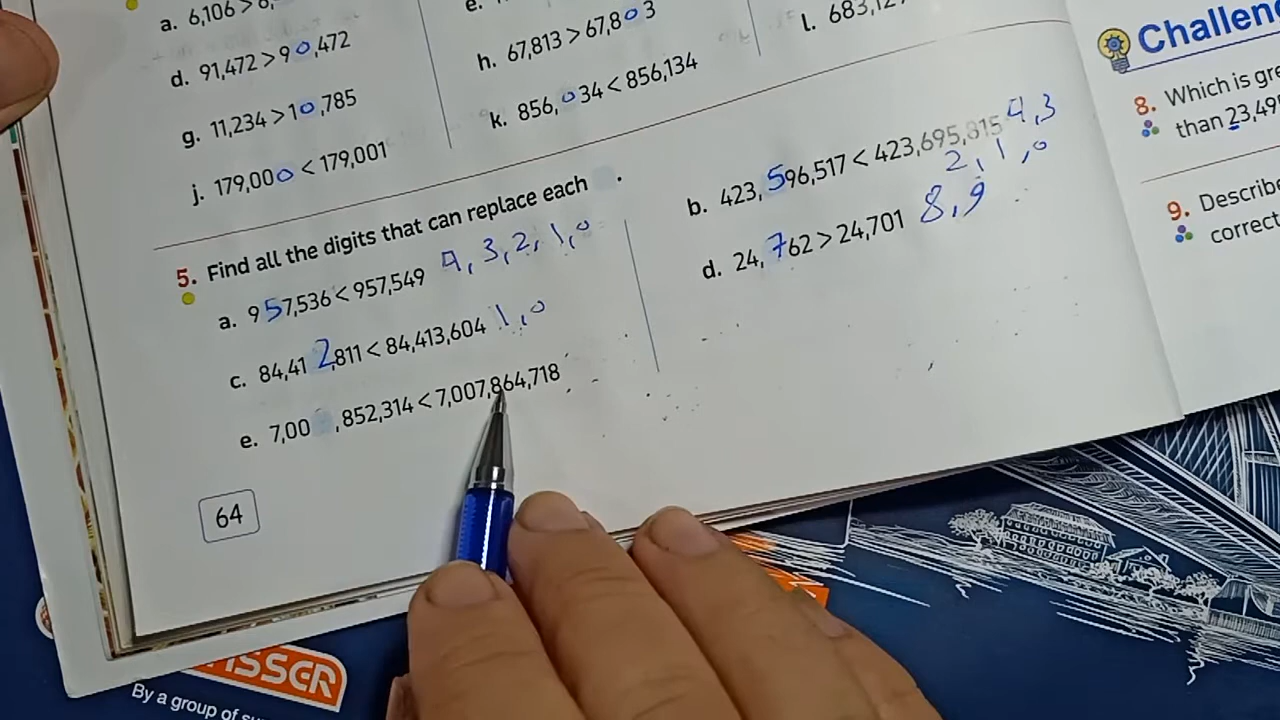 a. 6,106 >
e.
l. 683,12
d. 91,472 > 90,472
h. 67,813 > 67,803
g. 11,234 > 10,785
k. 856,034 < 856,134
j. 179,000 < 179,001
5. Find all the digits that can replace each .
a. 957,536 < 957,549 4, 3, 2, 1, 0
b. 423,596,517 < 423,695,815 4, 3
2, 1, 0
c. 84,412,811 < 84,413,604 1, 0
d. 24,762 > 24,701 8, 9
e. 7,00 ,852,314 < 7,007,864,718
64
Challen
8. Which is gre
than 23,49
9. Describe
correct
By a group of su